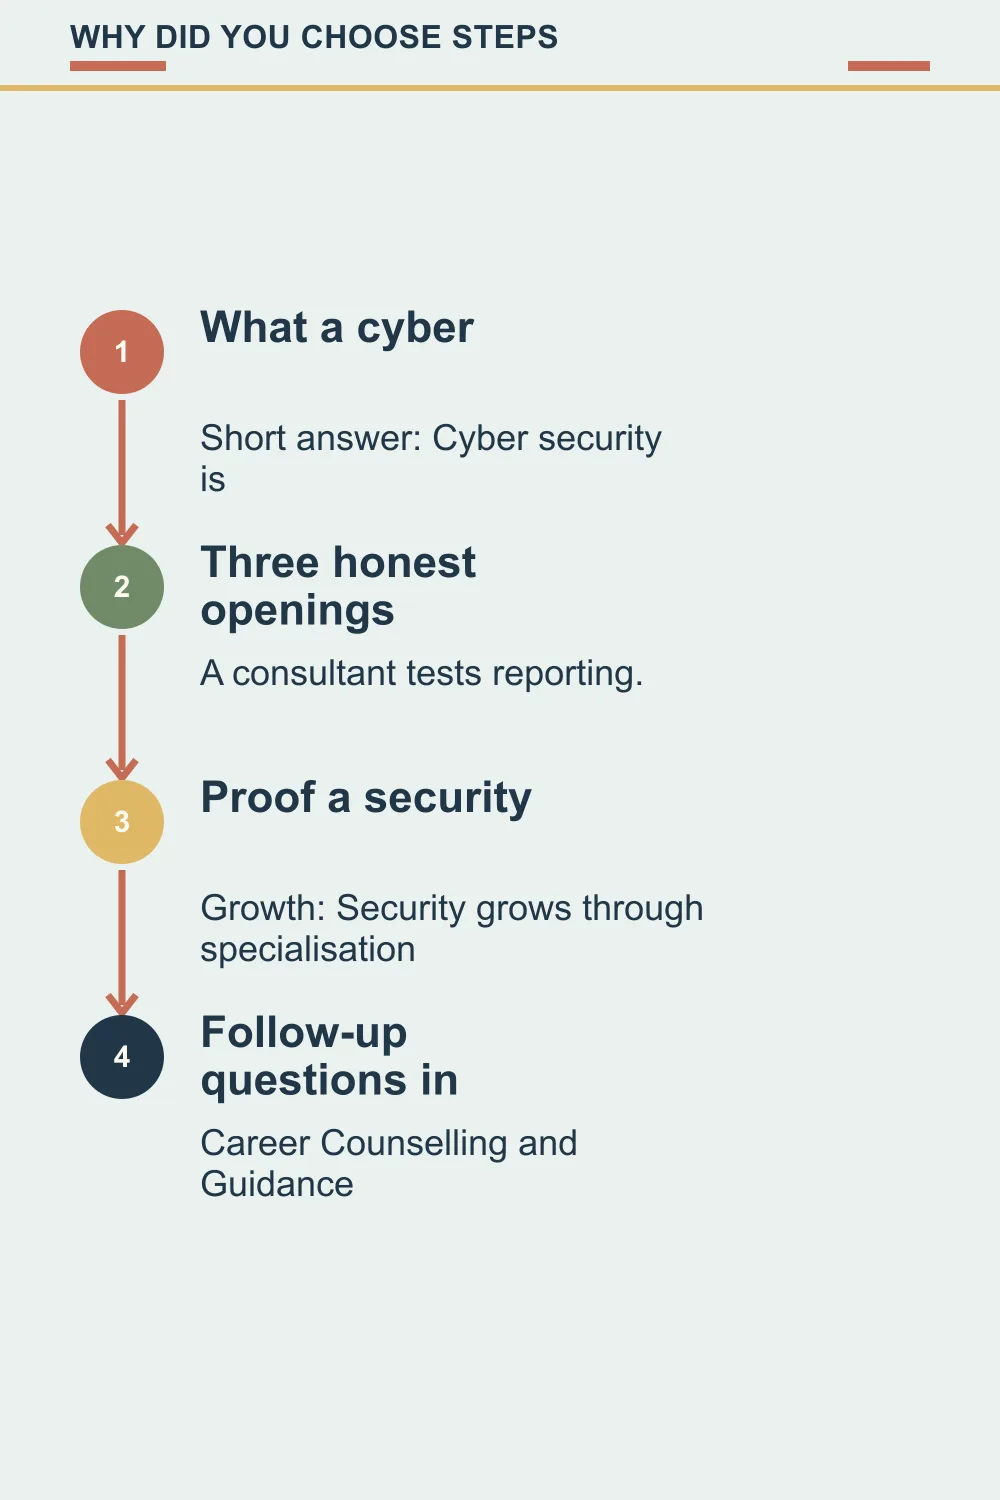 WHY DID YOU CHOOSE STEPS
1
What a cyber
Short answer: Cyber security
is
2
Three honest
openings
A consultant tests reporting.
3
Proof a security
Growth: Security grows through
specialisation
4
Follow-up
questions in
Career Counselling and
Guidance